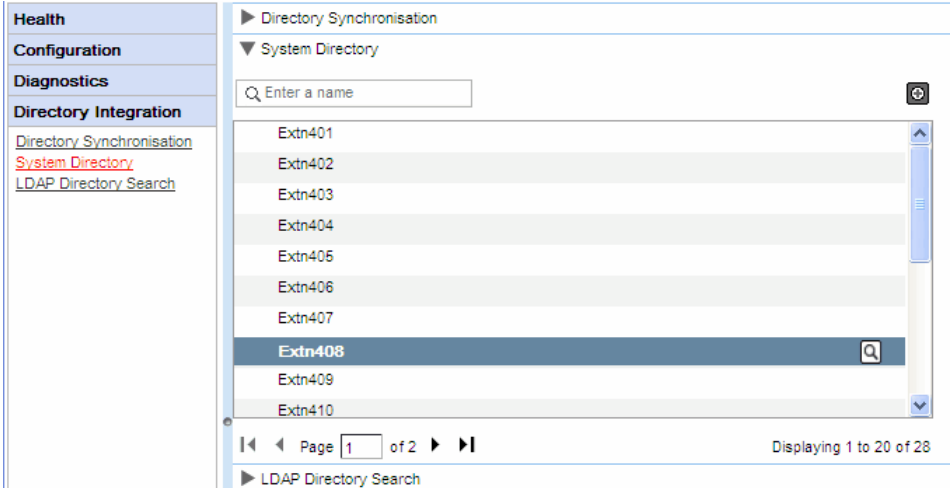 Health
Configuration
Diagnostics
Directory Integration
Directory Synchronisation
System Directory
LDAP Directory Search
Directory Synchronisation
System Directory
Enter a name
Extn401
Extn402
Extn403
Extn404
Extn405
Extn406
Extn407
Extn408
Extn409
Extn410
Page 1 of 2 Displaying 1 to 20 of 28
LDAP Directory Search